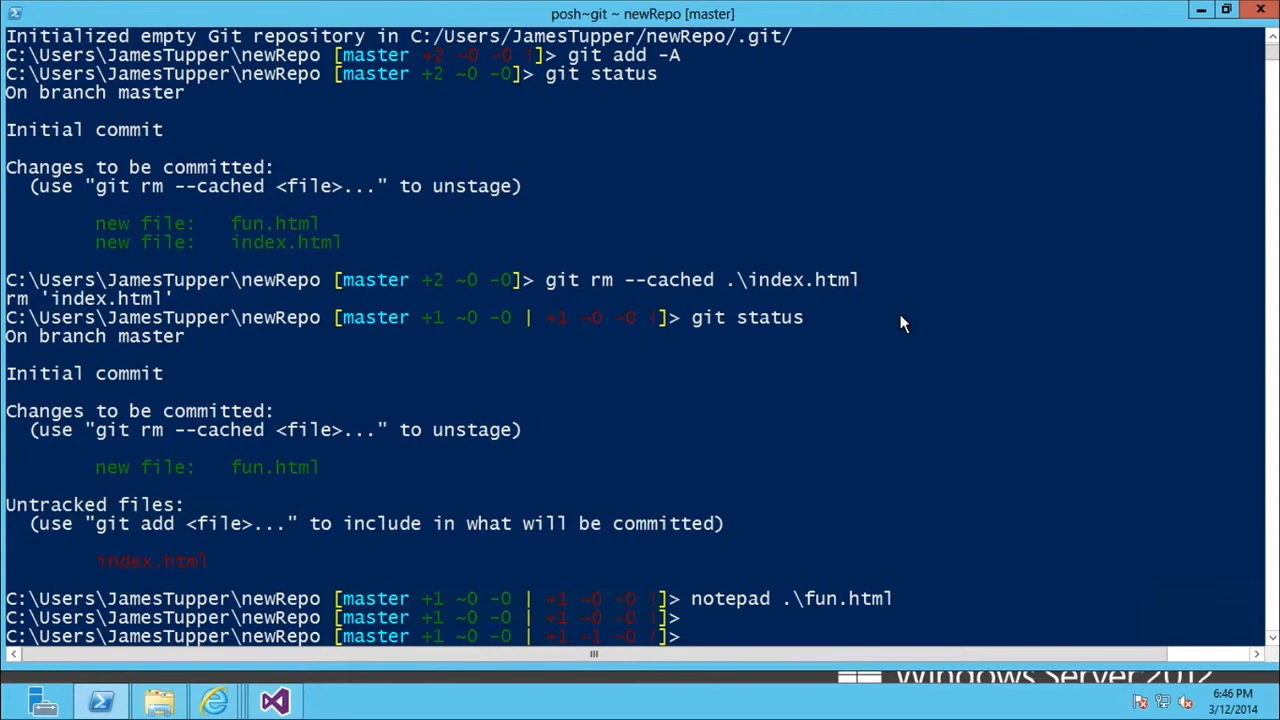 posh~git ~ newRepo [master]
Initialized empty Git repository in C:/Users/JamesTupper/newRepo/.git/
C:\Users\JamesTupper\newRepo [master +2 ~0 -0 !]> git add -A
C:\Users\JamesTupper\newRepo [master +2 ~0 -0]> git status
On branch master
Initial commit
Changes to be committed:
(use "git rm --cached <file>..." to unstage)
new file: fun.html
new file: index.html
C:\Users\JamesTupper\newRepo [master +2 ~0 -0]> git rm --cached .\index.html
rm 'index.html'
C:\Users\JamesTupper\newRepo [master +1 ~0 -0 | +1 ~0 -0 !]> git status
On branch master
Initial commit
Changes to be committed:
(use "git rm --cached <file>..." to unstage)
new file: fun.html
Untracked files:
(use "git add <file>..." to include in what will be committed)
index.html
C:\Users\JamesTupper\newRepo [master +1 ~0 -0 | +1 ~0 -0 !]> notepad .\fun.html
C:\Users\JamesTupper\newRepo [master +1 ~0 -0 | +1 ~0 -0 !]>
C:\Users\JamesTupper\newRepo [master +1 ~0 -0 | +1 ~1 -0 !]>
Windows Server 2012
6:46 PM
3/12/2014